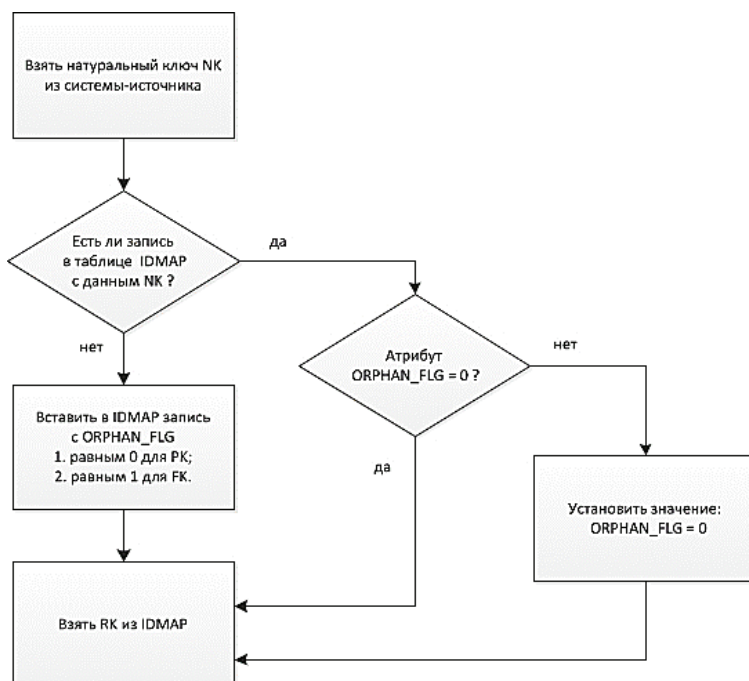 Взять натуральный ключ NK
из системы-источника
Есть ли запись
в таблице IDMAP
с данным NK ?
да
нет
Атрибут
ORPHAN_FLG = 0 ?
нет
да
Вставить в IDMAP запись
с ORPHAN_FLG
1. равным 0 для PK;
2. равным 1 для FK.
Установить значение:
ORPHAN_FLG = 0
Взять RK из IDMAP